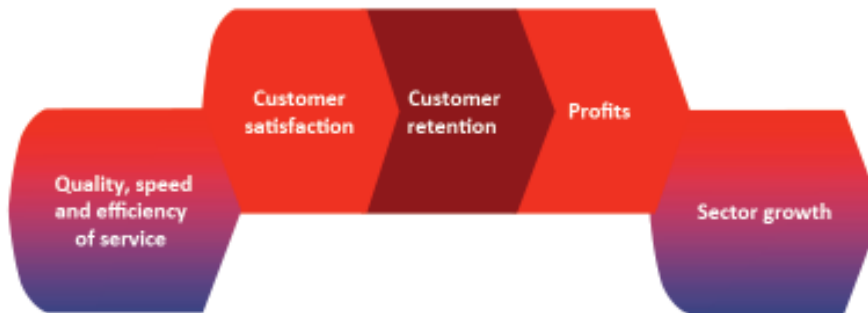 Quality, speed
and efficiency
of service
Customer
satisfaction
Customer
retention
Profits
Sector growth